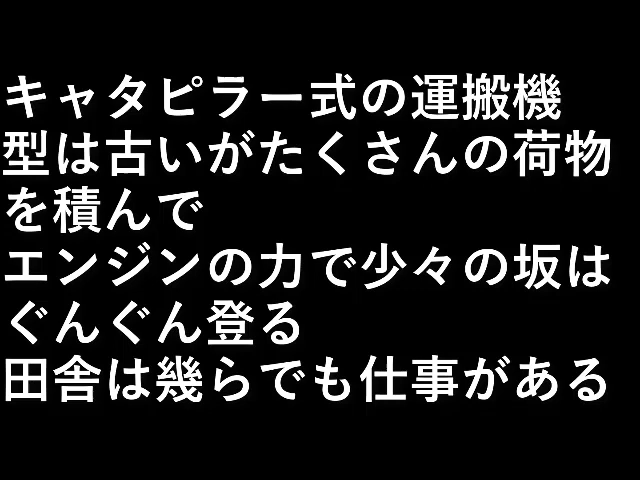 キャタピラー式の運搬機
型は古いがたくさんの荷物
を積んで
エンジンの力で少々の坂は
ぐんぐん登る
田舎は幾らでも仕事がある